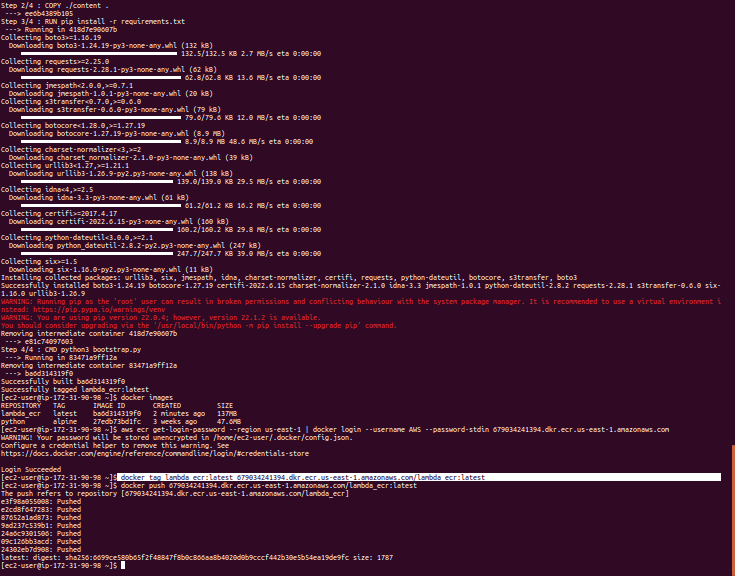 Step 2/4 : COPY ./content .
---> ee6b4389b105
Step 3/4 : RUN pip install -r requirements.txt
---> Running in 418d7e90607b
Collecting boto3>=1.16.19
Downloading boto3-1.24.19-py3-none-any.whl (132 kB)
132.5/132.5 KB 2.7 MB/s eta 0:00:00
Collecting requests>=2.25.0
Downloading requests-2.28.1-py3-none-any.whl (62 kB)
62.8/62.8 KB 13.6 MB/s eta 0:00:00
Collecting jmespath<2.0.0,>=0.7.1
Downloading jmespath-1.0.1-py3-none-any.whl (20 kB)
Collecting s3transfer<0.7.0,>=0.6.0
Downloading s3transfer-0.6.0-py3-none-any.whl (79 kB)
79.6/79.6 KB 12.0 MB/s eta 0:00:00
Collecting botocore<1.28.0,>=1.27.19
Downloading botocore-1.27.19-py3-none-any.whl (8.9 MB)
8.9/8.9 MB 48.6 MB/s eta 0:00:00
Collecting charset-normalizer<3,>=2
Downloading charset_normalizer-2.1.0-py3-none-any.whl (39 kB)
Collecting urllib3<1.27,>=1.21.1
Downloading urllib3-1.26.9-py2.py3-none-any.whl (138 kB)
139.0/139.0 KB 29.5 MB/s eta 0:00:00
Collecting idna<4,>=2.5
Downloading idna-3.3-py3-none-any.whl (61 kB)
61.2/61.2 KB 16.2 MB/s eta 0:00:00
Collecting certifi>=2017.4.17
Downloading certifi-2022.6.15-py3-none-any.whl (160 kB)
160.2/160.2 KB 29.8 MB/s eta 0:00:00
Collecting python-dateutil<3.0.0,>=2.1
Downloading python_dateutil-2.8.2-py2.py3-none-any.whl (247 kB)
247.7/247.7 KB 39.0 MB/s eta 0:00:00
Collecting six>=1.5
Downloading six-1.16.0-py2.py3-none-any.whl (11 kB)
Installing collected packages: urllib3, six, jmespath, idna, charset-normalizer, certifi, requests, python-dateutil, botocore, s3transfer, boto3
Successfully installed boto3-1.24.19 botocore-1.27.19 certifi-2022.6.15 charset-normalizer-2.1.0 idna-3.3 jmespath-1.0.1 python-dateutil-2.8.2 requests-2.28.1 s3transfer-0.6.0 six-
1.16.0 urllib3-1.26.9
WARNING: Running pip as the 'root' user can result in broken permissions and conflicting behaviour with the system package manager. It is recommended to use a virtual environment i
nstead: https://pip.pypa.io/warnings/venv
WARNING: You are using pip version 22.0.4; however, version 22.1.2 is available.
You should consider upgrading via the '/usr/local/bin/python -m pip install --upgrade pip' command.
Removing intermediate container 418d7e90607b
---> e81c74097603
Step 4/4 : CMD python3 bootstrap.py
---> Running in 83471a9ff12a
Removing intermediate container 83471a9ff12a
---> ba6d314319f0
Successfully built ba6d314319f0
Successfully tagged lambda_ecr:latest
[ec2-user@ip-172-31-90-98 ~]$ docker images
REPOSITORY TAG IMAGE ID CREATED SIZE
lambda_ecr latest ba6d314319f0 2 minutes ago 137MB
python alpine 27edb73bd1fc 3 weeks ago 47.6MB
[ec2-user@ip-172-31-90-98 ~]$ aws ecr get-login-password --region us-east-1 | docker login --username AWS --password-stdin 679034241394.dkr.ecr.us-east-1.amazonaws.com
WARNING! Your password will be stored unencrypted in /home/ec2-user/.docker/config.json.
Configure a credential helper to remove this warning. See
https://docs.docker.com/engine/reference/commandline/login/#credentials-store
Login Succeeded
[ec2-user@ip-172-31-90-98 ~]$ docker tag lambda_ecr:latest 679034241394.dkr.ecr.us-east-1.amazonaws.com/lambda_ecr:latest
[ec2-user@ip-172-31-90-98 ~]$ docker push 679034241394.dkr.ecr.us-east-1.amazonaws.com/lambda_ecr:latest
The push refers to repository [679034241394.dkr.ecr.us-east-1.amazonaws.com/lambda_ecr]
e3f98a055008: Pushed
e2cd8f647283: Pushed
87652a1ad873: Pushed
9ad237c539b1: Pushed
24a6c9301506: Pushed
09c126bb3acd: Pushed
24302eb7d908: Pushed
latest: digest: sha256:6699ce580b65f2f48847f8b0c866aa8b4020d0b9cccf442b30e5b54ea19de9fc size: 1787
[ec2-user@ip-172-31-90-98 ~]$